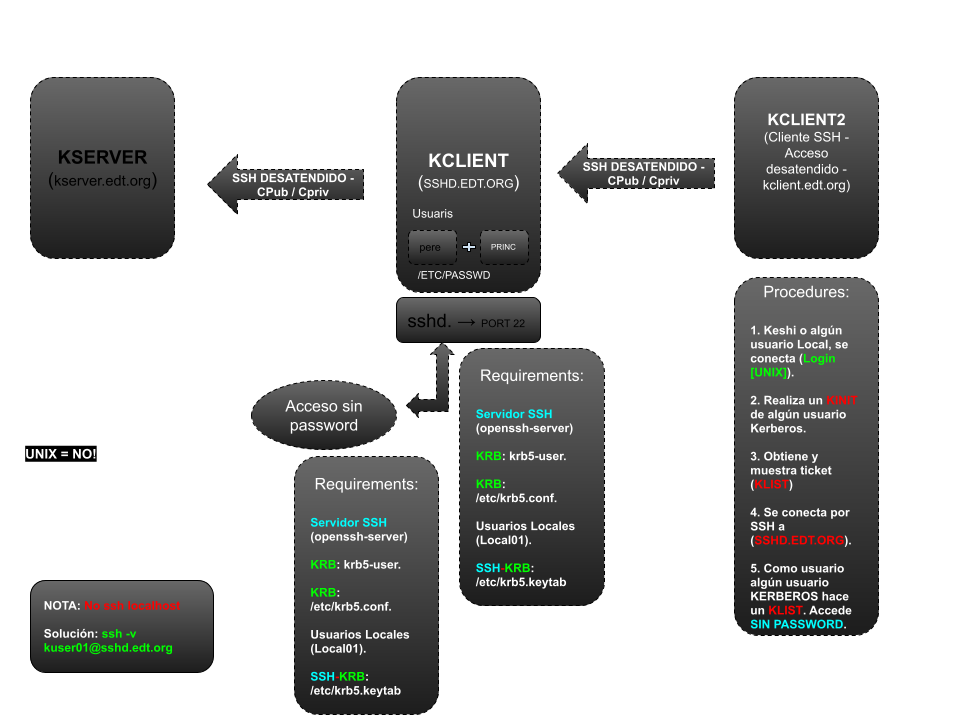 KSERVER
(kserver.edt.org)
SSH DESATENDIDO -
CPub / Cpriv
KCLIENT
(SSHD.EDT.ORG)
Usuaris
pere
PRINC
/ETC/PASSWD
SSH DESATENDIDO -
CPub / Cpriv
KCLIENT2
(Cliente SSH -
Acceso
desatendido -
kclient.edt.org)
sshd. → PORT 22
Acceso sin
password
Requirements:
Servidor SSH
(openssh-server)
KRB: krb5-user.
KRB:
/etc/krb5.conf.
Usuarios Locales
(Local01).
SSH-KRB:
/etc/krb5.keytab
Requirements:
Servidor SSH
(openssh-server)
KRB: krb5-user.
KRB:
/etc/krb5.conf.
Usuarios Locales
(Local01).
SSH-KRB:
/etc/krb5.keytab
Procedures:
1. Keshi o algún
usuario Local, se
conecta (Login
[UNIX]).
2. Realiza un KINIT
de algún usuario
Kerberos.
3. Obtiene y
muestra ticket
(KLIST)
4. Se conecta por
SSH a
(SSHD.EDT.ORG).
5. Como usuario
algún usuario
KERBEROS hace
un KLIST. Accede
SIN PASSWORD.
UNIX = NO!
NOTA: No ssh localhost
Solución: ssh -v
kuser01@sshd.edt.org